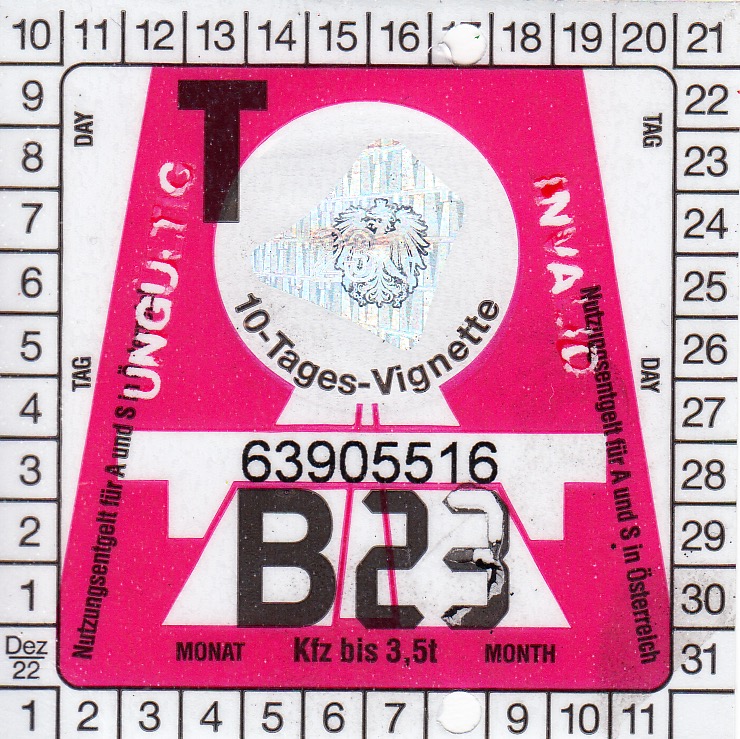 10 11 12 13 14 15 16 17 18 19 20 21
9 22
8 23
7 24
6 25
5 26
4 27
3 28
2 29
1 30
Dez 22 31
1 2 3 4 5 6 7 9 10 11
DAY
TAG
T
10-Tages-Vignette
TAG
DAY
63905516
B23
MONAT Kfz bis 3,5t MONTH
Nutzungsentgelt für A und S in
Nutzungsentgelt für A und S in Österreich